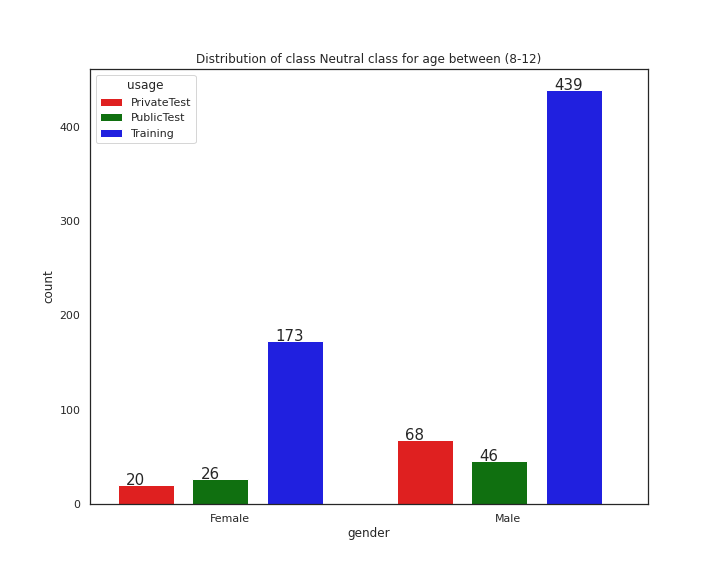 Distribution of class Neutral class for age between (8-12)
usage
PrivateTest
PublicTest
Training
count
400
300
200
100
0
20
26
173
68
46
439
Female
Male
gender